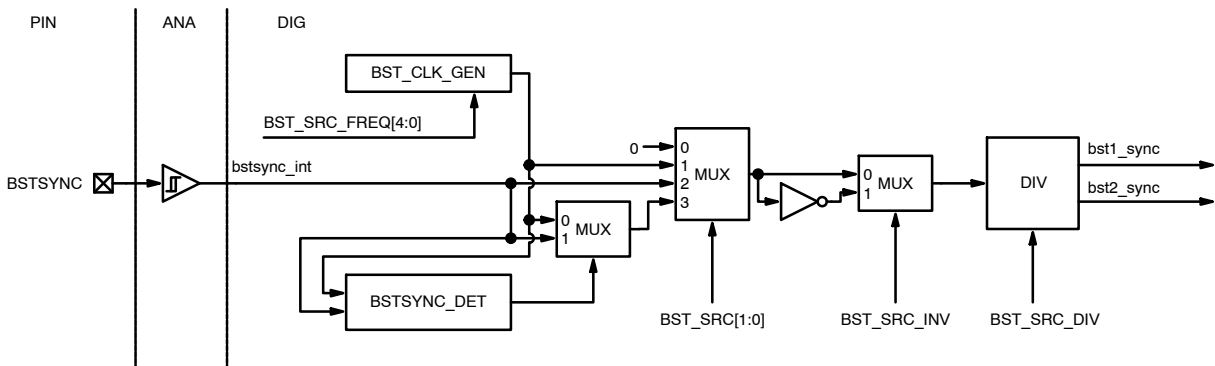 PIN ANA DIG
BST_CLK_GEN
BST_SRC_FREQ[4:0]
BSTSYNC
bstsync_int
0
0
1
2
3
MUX
0
1
MUX
BSTSYNC_DET
0
1
MUX
DIV
bst1_sync
bst2_sync
BST_SRC[1:0] BST_SRC_INV BST_SRC_DIV